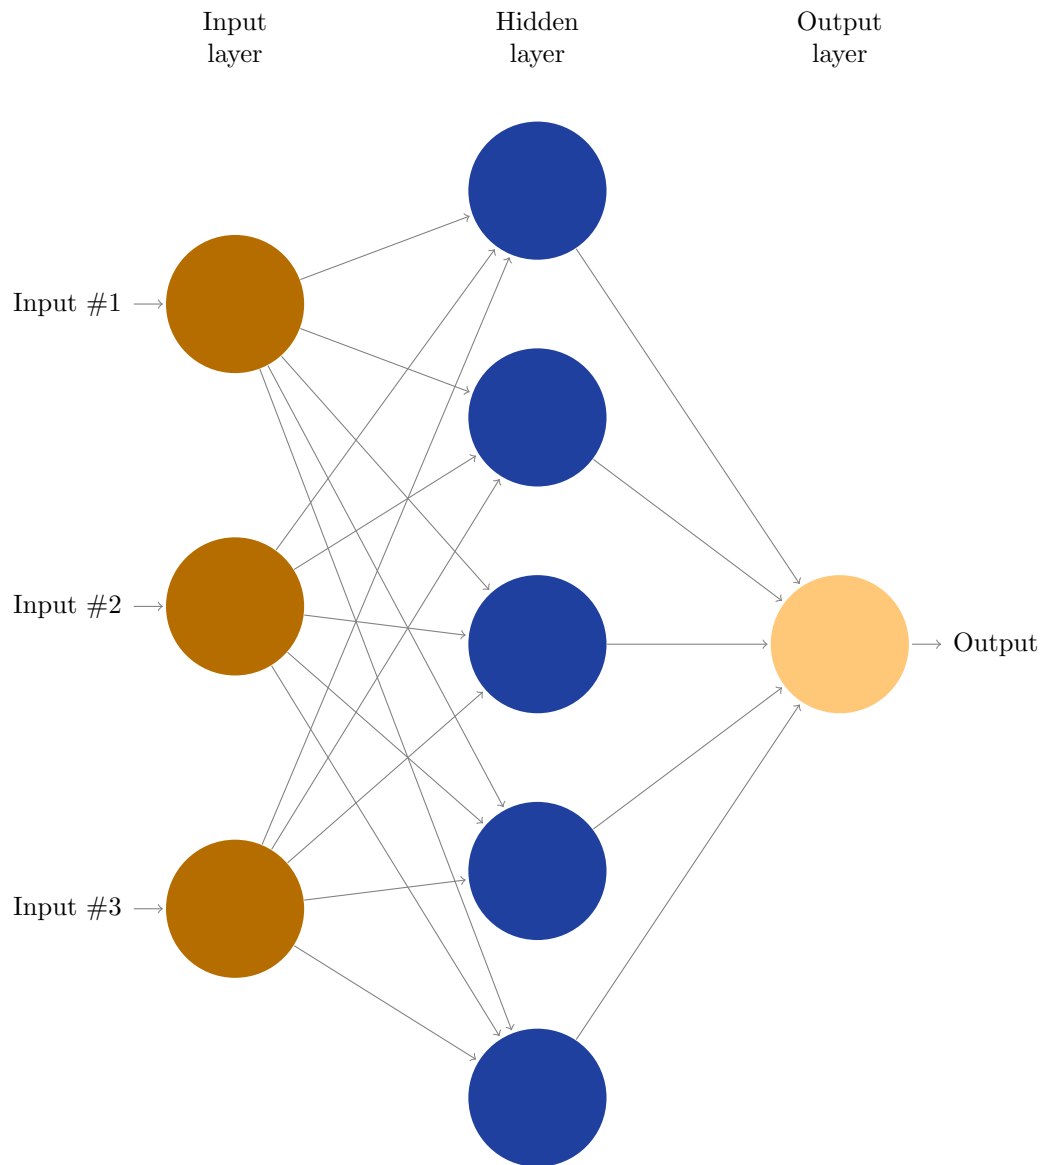 Input
layer
Hidden
layer
Output
layer
Input #1
Input #2
Output
Input #3